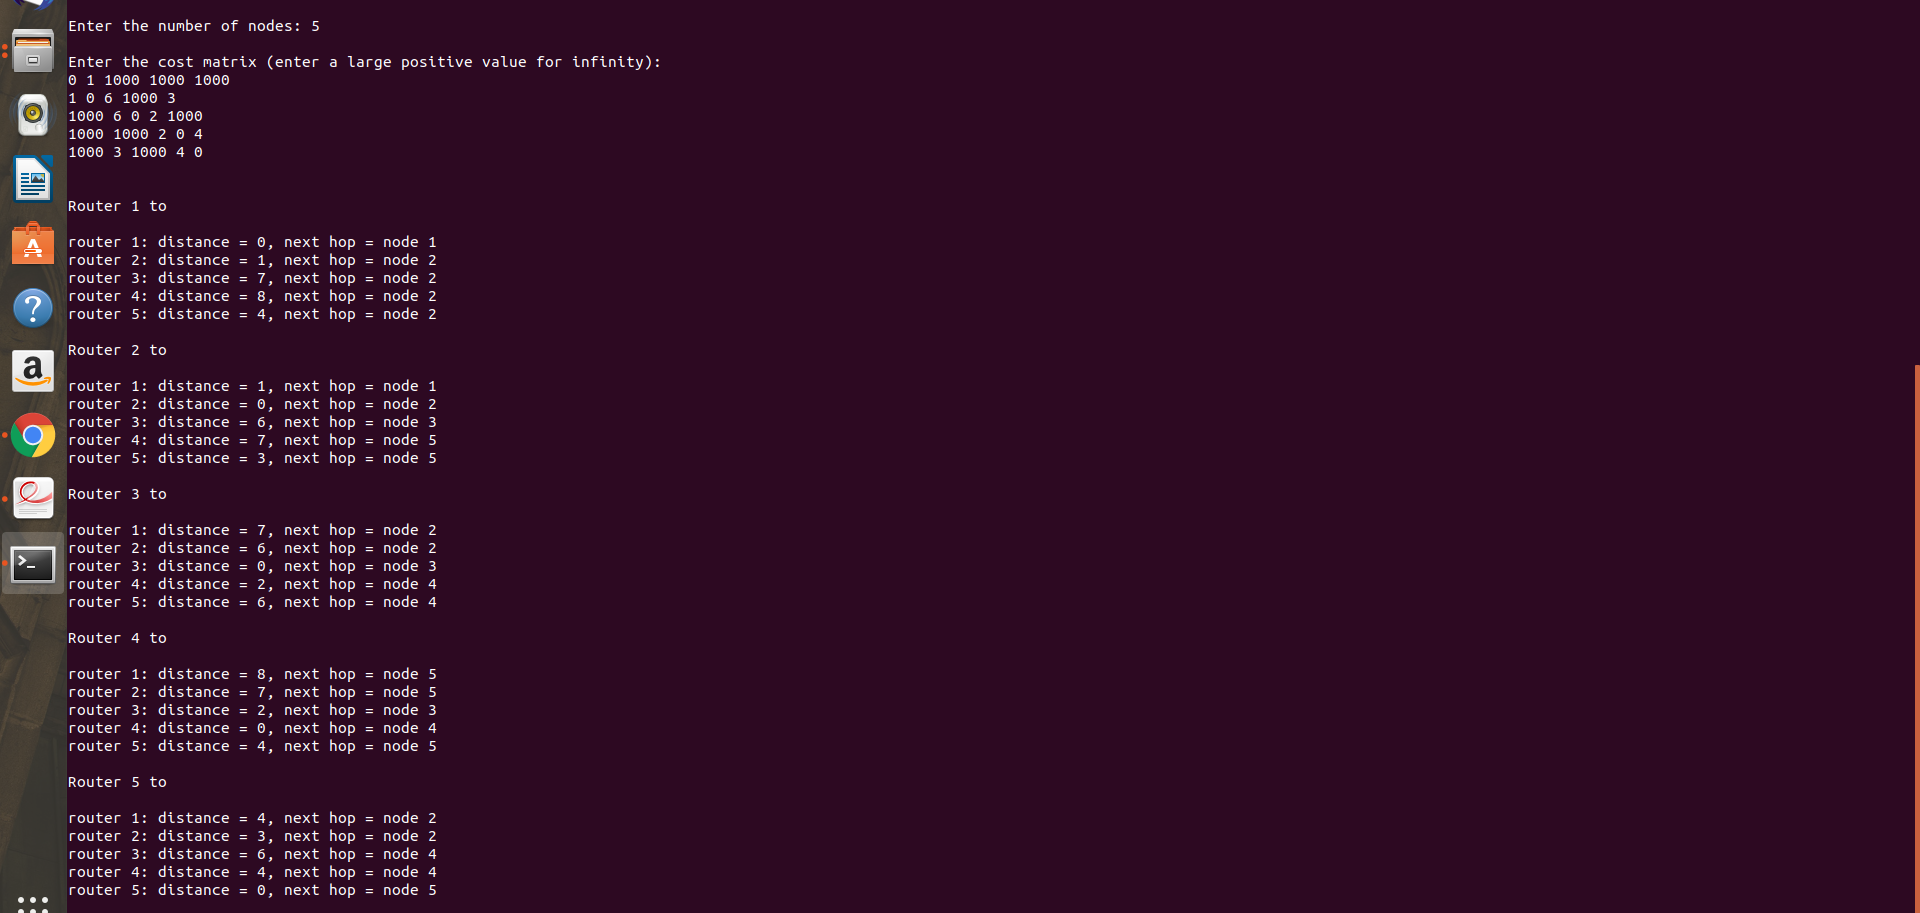 Enter the number of nodes: 5
Enter the cost matrix (enter a large positive value for infinity):
0 1 1000 1000 1000
1 0 6 1000 3
1000 6 0 2 1000
1000 1000 2 0 4
1000 3 1000 4 0
Router 1 to
router 1: distance = 0, next hop = node 1
router 2: distance = 1, next hop = node 2
router 3: distance = 7, next hop = node 2
router 4: distance = 8, next hop = node 2
router 5: distance = 4, next hop = node 2
Router 2 to
router 1: distance = 1, next hop = node 1
router 2: distance = 0, next hop = node 2
router 3: distance = 6, next hop = node 3
router 4: distance = 7, next hop = node 5
router 5: distance = 3, next hop = node 5
Router 3 to
router 1: distance = 7, next hop = node 2
router 2: distance = 6, next hop = node 2
router 3: distance = 0, next hop = node 3
router 4: distance = 2, next hop = node 4
router 5: distance = 6, next hop = node 4
Router 4 to
router 1: distance = 8, next hop = node 5
router 2: distance = 7, next hop = node 5
router 3: distance = 2, next hop = node 3
router 4: distance = 0, next hop = node 4
router 5: distance = 4, next hop = node 5
Router 5 to
router 1: distance = 4, next hop = node 2
router 2: distance = 3, next hop = node 2
router 3: distance = 6, next hop = node 4
router 4: distance = 4, next hop = node 4
router 5: distance = 0, next hop = node 5